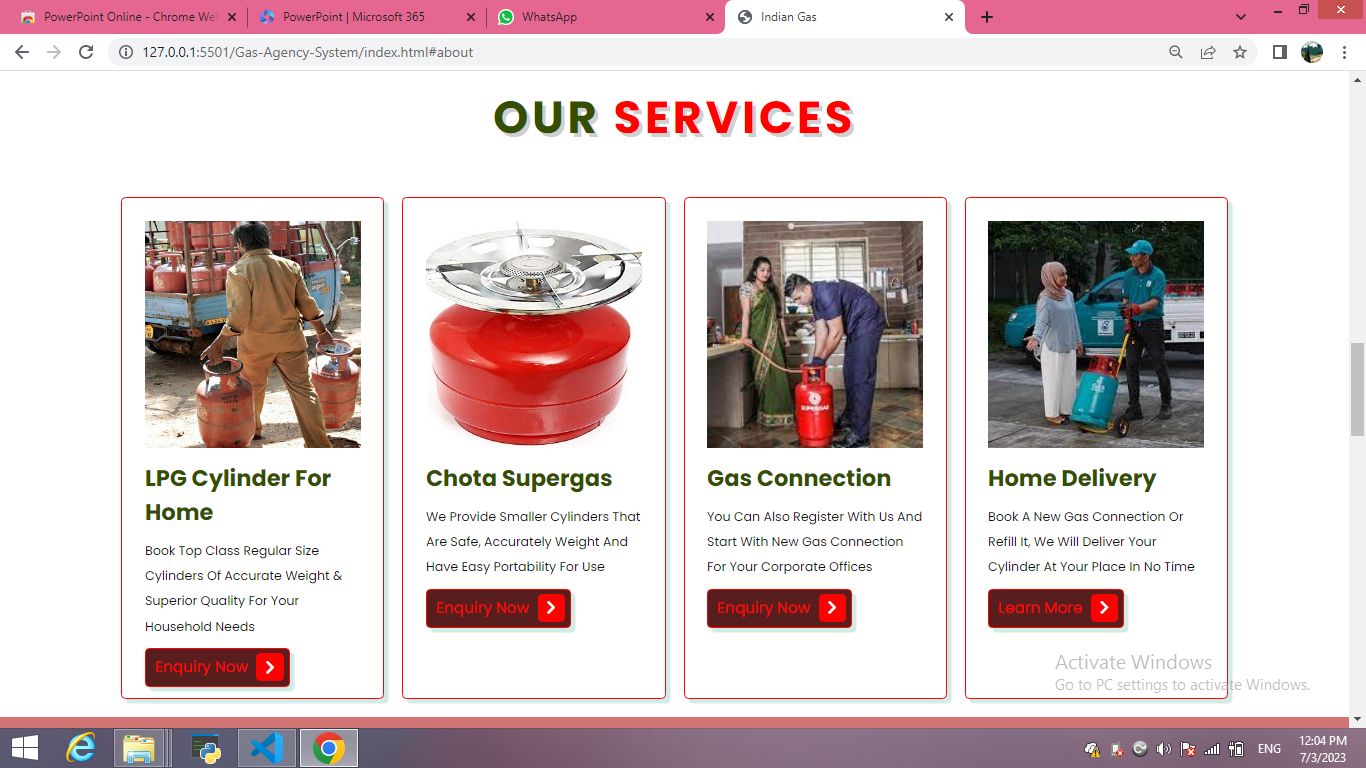 PowerPoint Online - Chrome We
PowerPoint | Microsoft 365
WhatsApp
Indian Gas
127.0.0.1:5501/Gas-Agency-System/index.html#about
OUR SERVICES
SUPERGAS
LPG Cylinder For
Home
Book Top Class Regular Size
Cylinders Of Accurate Weight &
Superior Quality For Your
Household Needs
Enquiry Now
Chota Supergas
We Provide Smaller Cylinders That
Are Safe, Accurately Weight And
Have Easy Portability For Use
Enquiry Now
Gas Connection
You Can Also Register With Us And
Start With New Gas Connection
For Your Corporate Offices
Enquiry Now
Home Delivery
Book A New Gas Connection Or
Refill It, We Will Deliver Your
Cylinder At Your Place In No Time
Learn More
Activate Windows
Go to PC settings to activate Windows.
ENG
12:04 PM
7/3/2023